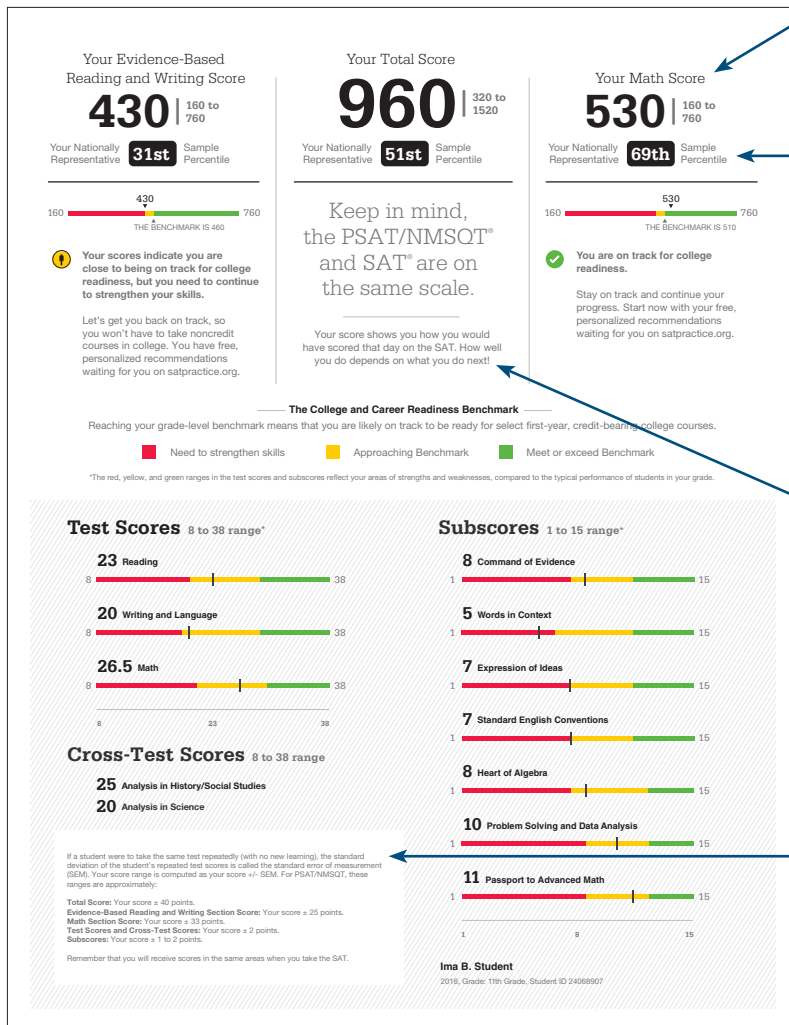 Your Evidence-Based
Reading and Writing Score
430 | 160 to
760
Your Nationally
Representative
31st
Sample
Percentile
430
160
760
THE BENCHMARK IS 460
Your scores indicate you are
close to being on track for college
readiness, but you need to continue
to strengthen your skills.
Let's get you back on track, so
you won't have to take noncredit
courses in college. You have free,
personalized recommendations
waiting for you on satpractice.org.
Your Total Score
960 | 320 to
1520
Your Nationally
Representative
51st
Sample
Percentile
Keep in mind,
the PSAT/NMSQT®
and SAT® are on
the same scale.
Your score shows you how you would
have scored that day on the SAT. How well
you do depends on what you do next!
Your Math Score
530 | 160 to
760
Your Nationally
Representative
69th
Sample
Percentile
530
160
760
THE BENCHMARK IS 510
You are on track for college
readiness.
Stay on track and continue your
progress. Start now with your free,
personalized recommendations
waiting for you on satpractice.org.
The College and Career Readiness Benchmark
Reaching your grade-level benchmark means that you are likely on track to be ready for select first-year, credit-bearing college courses.
Need to strengthen skills
Approaching Benchmark
Meet or exceed Benchmark
*The red, yellow, and green ranges in the test scores and subscores reflect your areas of strengths and weaknesses, compared to the typical performance of students in your grade.
Test Scores 8 to 38 range*
23 Reading
8 38
20 Writing and Language
8 38
26.5 Math
8 38
8 23 38
Cross-Test Scores 8 to 38 range
25 Analysis in History/Social Studies
20 Analysis in Science
If a student were to take the same test repeatedly (with no new learning), the standard
deviation of the student's repeated test scores is called the standard error of measurement
(SEM). Your score range is computed as your score +/- SEM. For PSAT/NMSQT, these
ranges are approximately:
Total Score: Your score ± 40 points.
Evidence-Based Reading and Writing Section Score: Your score ± 25 points.
Math Section Score: Your score ± 33 points.
Test Scores and Cross-Test Scores: Your score ± 2 points.
Subscores: Your score ± 1 to 2 points.
Remember that you will receive scores in the same areas when you take the SAT.
Subscores 1 to 15 range*
8 Command of Evidence
1 15
5 Words in Context
1 15
7 Expression of Ideas
1 15
7 Standard English Conventions
1 15
8 Heart of Algebra
1 15
10 Problem Solving and Data Analysis
1 15
11 Passport to Advanced Math
1 15
1 8 15
Ima B. Student
2016, Grade: 11th Grade, Student ID 24068907